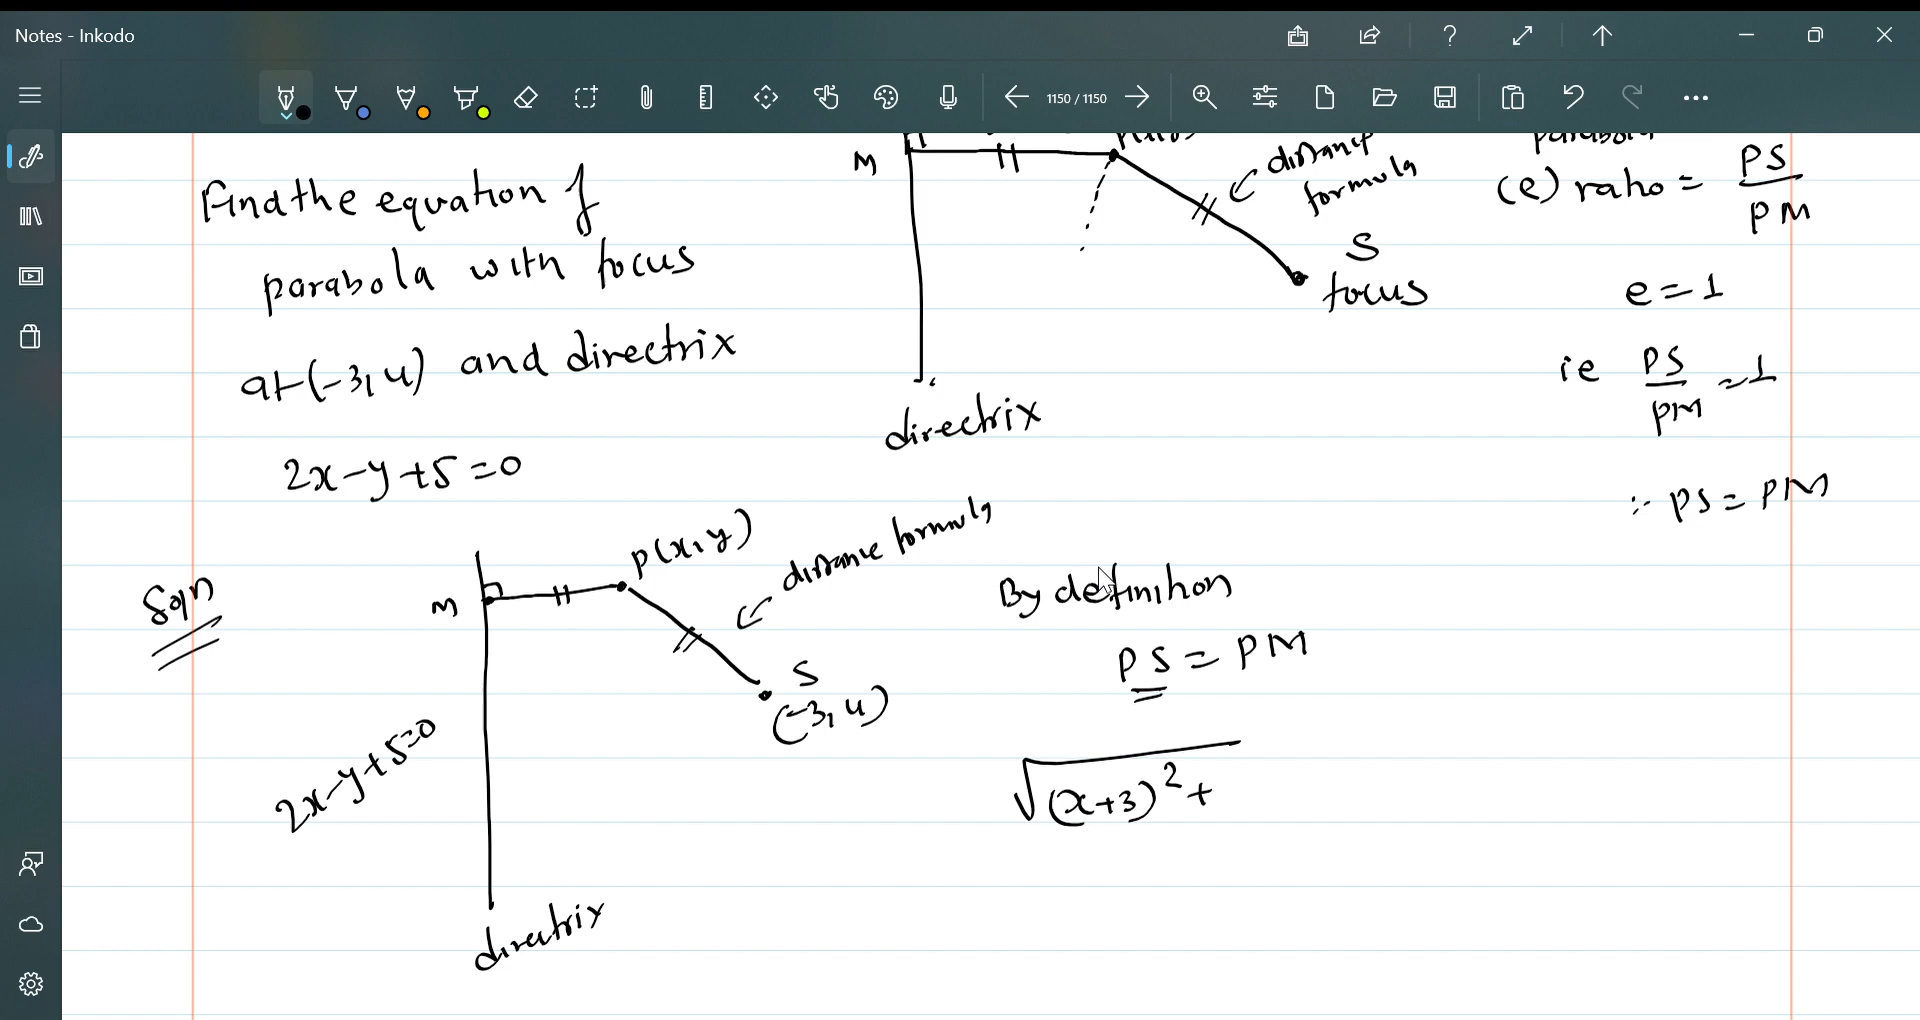 Notes - Inkodo
1150 / 1150
Find the equation of
parabola with focus
at (-3, 4) and directrix
2x-y+5=0
M
distance
formula
S
focus
directrix
(e) ratio = PS/PM
e=1
ie PS/PM =1
∴ PS = PM
Soln
M
P(x,y)
distance formula
S
(-3, 4)
2x-y+5=0
directrix
By definition
PS = PM
√(x+3)² +